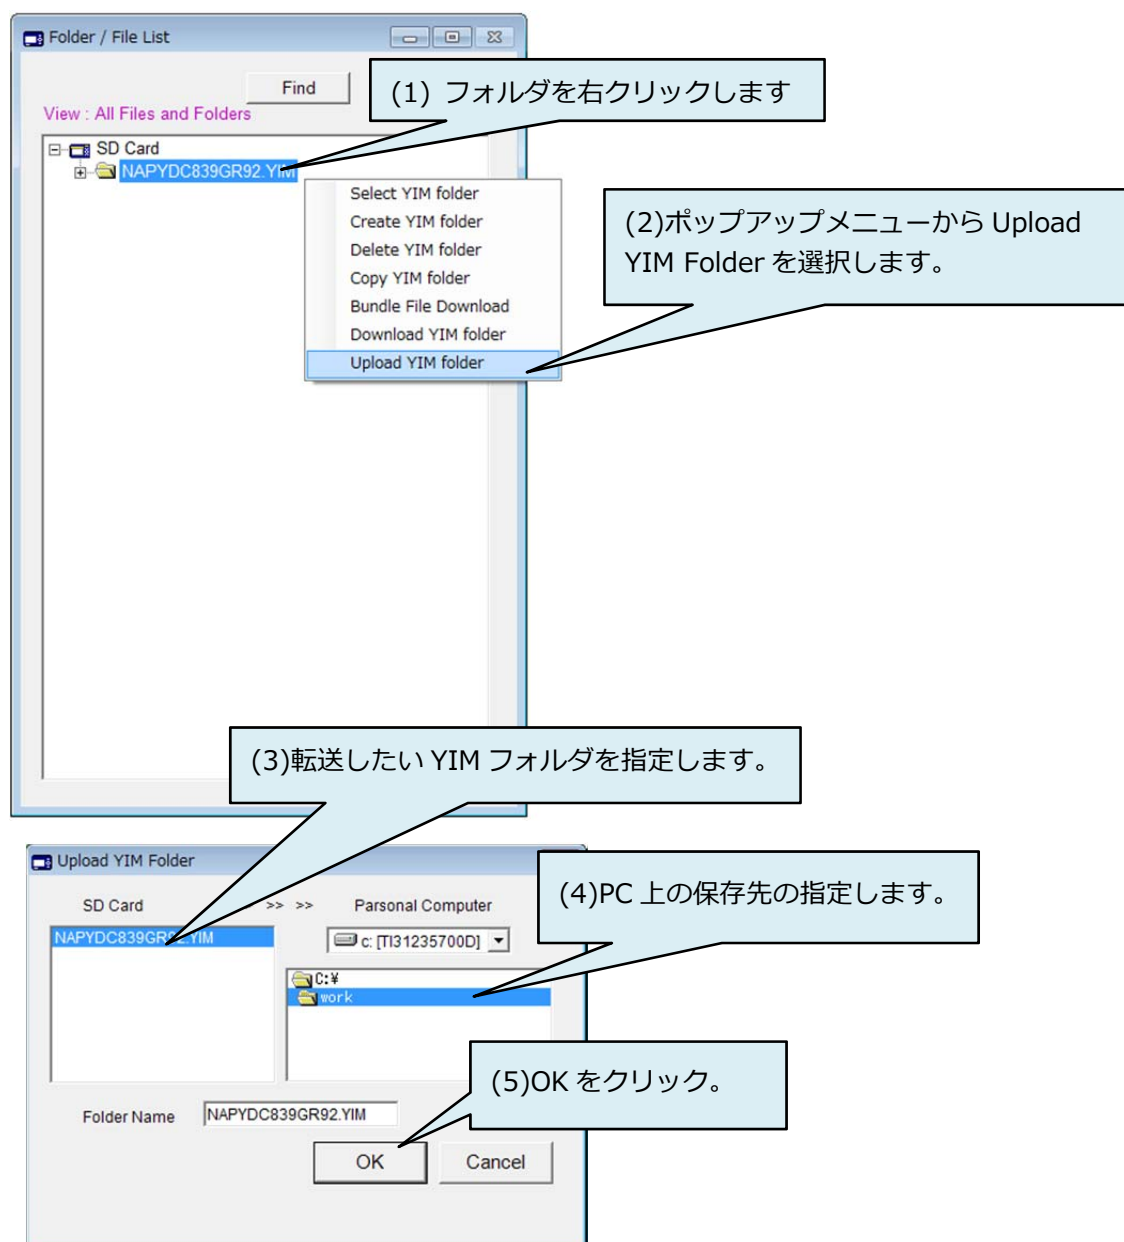 Folder / File List
Find
(1) フォルダを右クリックします
View : All Files and Folders
SD Card
NAPYDC839GR92.YIM
Select YIM folder
Create YIM folder
Delete YIM folder
Copy YIM folder
Bundle File Download
Download YIM folder
Upload YIM folder
(2)ポップアップメニューから Upload
YIM Folder を選択します。
(3)転送したい YIM フォルダを指定します。
Upload YIM Folder
(4)PC 上の保存先の指定します。
SD Card >> >> Parsonal Computer
NAPYDC839GR92.YIM
c: [TI31235700D]
C:¥
work
(5)OK をクリック。
Folder Name NAPYDC839GR92.YIM
OK Cancel